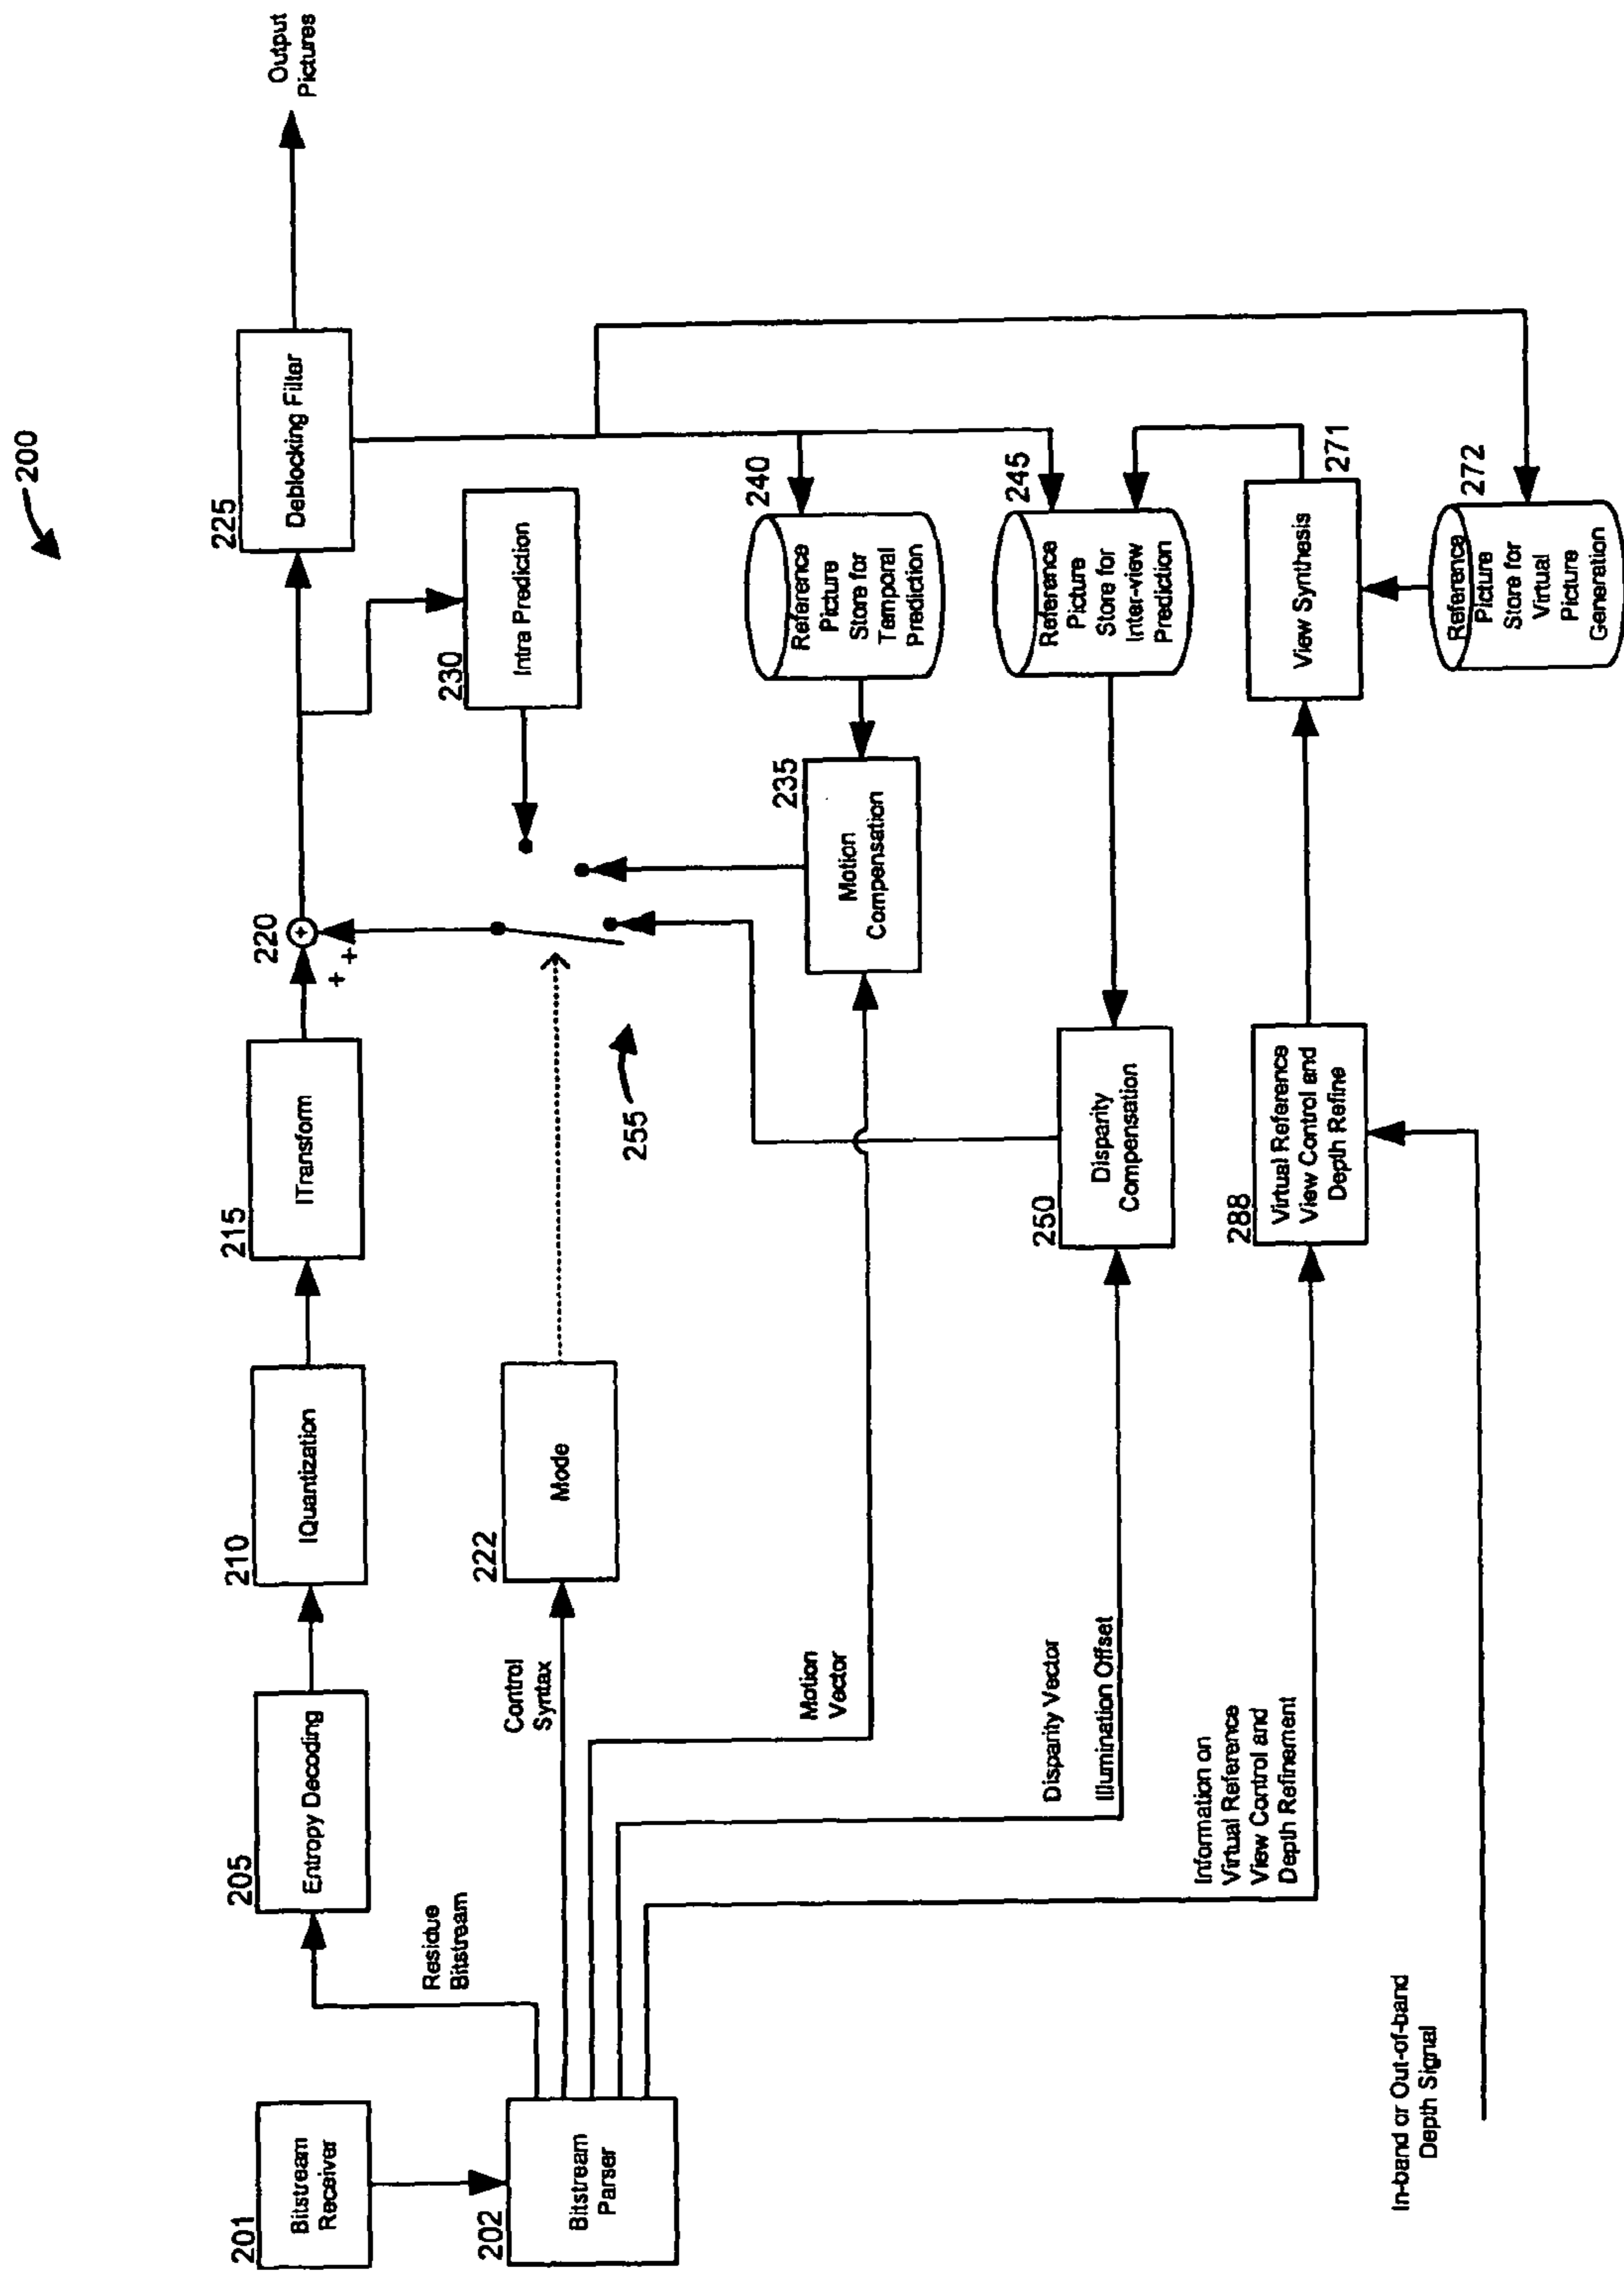 200
201
Bitstream
Receiver
202
Bitstream
Parser
Residue
Bitstream
205
Entropy Decoding
210
IQuantization
215
ITransform
220
+
+
+
225
Deblocking Filter
Output
Pictures
Control
Syntax
222
Mode
255
230
Intra Prediction
Motion
Vector
235
Motion
Compensation
240
Reference
Picture
Store for
Temporal
Prediction
Disparity Vector
Illumination Offset
250
Disparity
Compensation
245
Reference
Picture
Store for
Inter-view
Prediction
Information on
Virtual Reference
View Control and
Depth Refinement
288
Virtual Reference
View Control and
Depth Refine
View Synthesis
271
In-band or Out-of-band
Depth Signal
272
Reference
Picture
Store for
Virtual
Picture
Generation